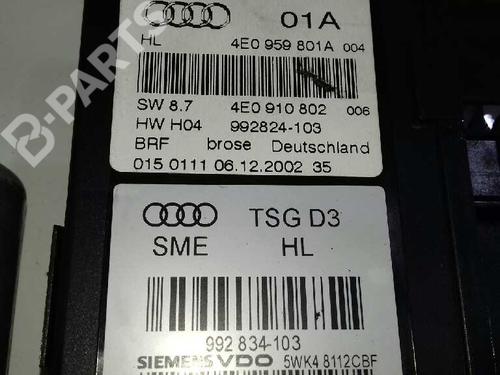 B-PARTS
01A
HL 4E0 959 801A 004
SW 8.7 4E0 910 802 006
HW H04 992824-103
BRF brose Deutschland
015 0111 06.12.2002 35
TSG D3
SME HL
992 834-103
SIEMENS VDO 5WK4 8112CBF